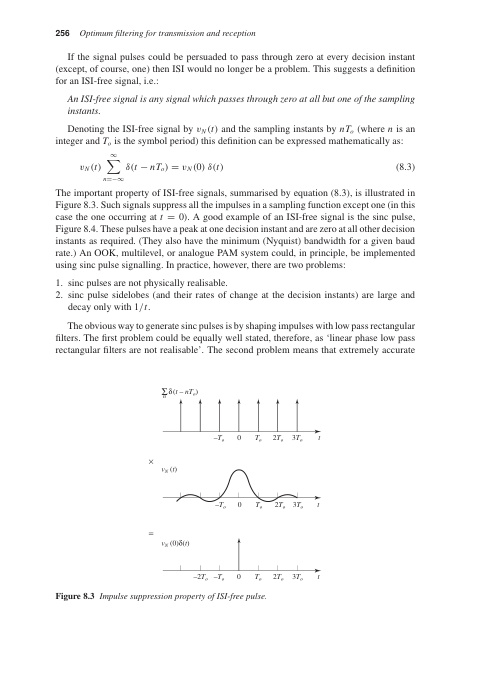 256 Optimum filtering for transmission and reception
If the signal pulses could be persuaded to pass through zero at every decision instant
(except, of course, one) then ISI would no longer be a problem. This suggests a definition
for an ISI-free signal, i.e.:
An ISI-free signal is any signal which passes through zero at all but one of the sampling
instants.
Denoting the ISI-free signal by v_N(t) and the sampling instants by nT_o (where n is an
integer and T_o is the symbol period) this definition can be expressed mathematically as:
v_N(t) ∑_{n=−∞}^{∞} δ(t − nT_o) = v_N(0) δ(t) (8.3)
The important property of ISI-free signals, summarised by equation (8.3), is illustrated in
Figure 8.3. Such signals suppress all the impulses in a sampling function except one (in this
case the one occurring at t = 0). A good example of an ISI-free signal is the sinc pulse,
Figure 8.4. These pulses have a peak at one decision instant and are zero at all other decision
instants as required. (They also have the minimum (Nyquist) bandwidth for a given baud
rate.) An OOK, multilevel, or analogue PAM system could, in principle, be implemented
using sinc pulse signalling. In practice, however, there are two problems:
1. sinc pulses are not physically realisable.
2. sinc pulse sidelobes (and their rates of change at the decision instants) are large and
decay only with 1/t.
The obvious way to generate sinc pulses is by shaping impulses with low pass rectangular
filters. The first problem could be equally well stated, therefore, as ‘linear phase low pass
rectangular filters are not realisable’. The second problem means that extremely accurate
∑_n δ(t − nT_o)
−T_o 0 T_o 2T_o 3T_o t
×
v_N (t)
−T_o 0 T_o 2T_o 3T_o t
=
v_N (0)δ(t)
−2T_o −T_o 0 T_o 2T_o 3T_o t
Figure 8.3 Impulse suppression property of ISI-free pulse.